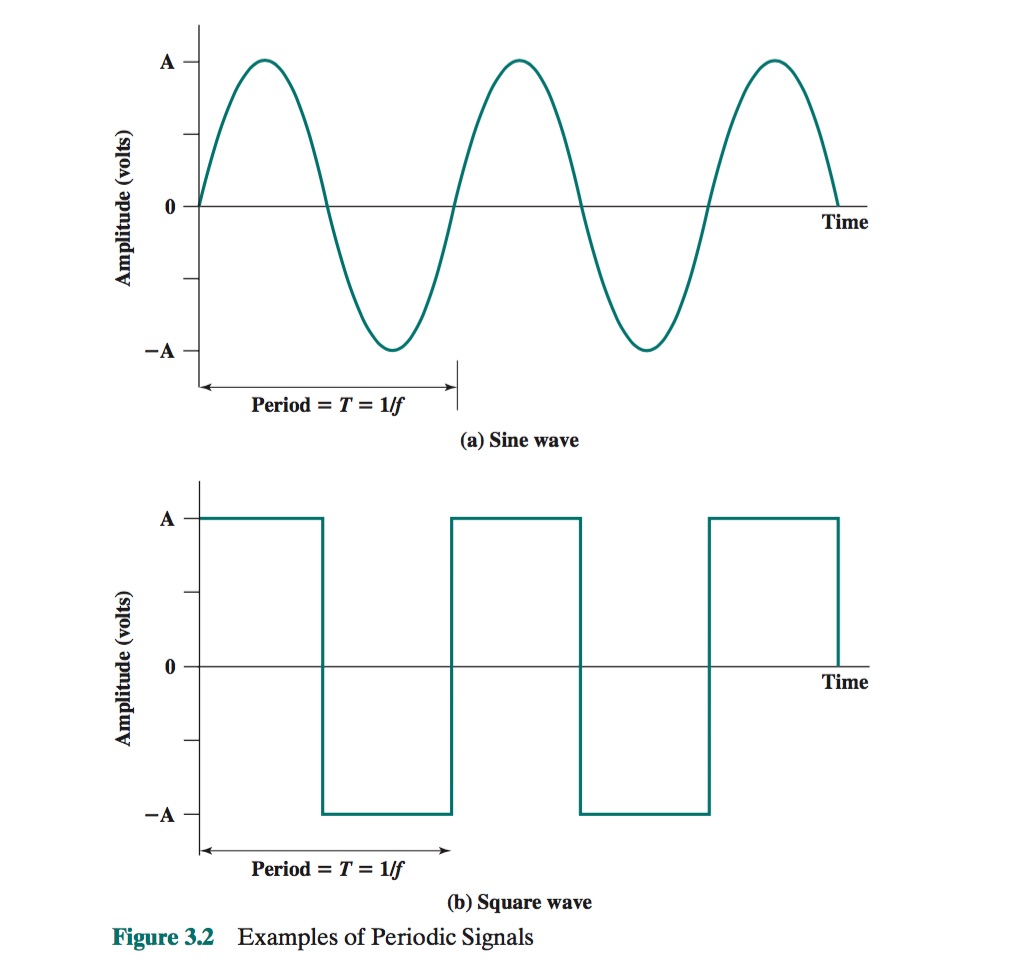 A
Amplitude (volts)
0
Time
−A
Period = T = 1/f
(a) Sine wave
A
Amplitude (volts)
0
Time
−A
Period = T = 1/f
(b) Square wave
Figure 3.2 Examples of Periodic Signals